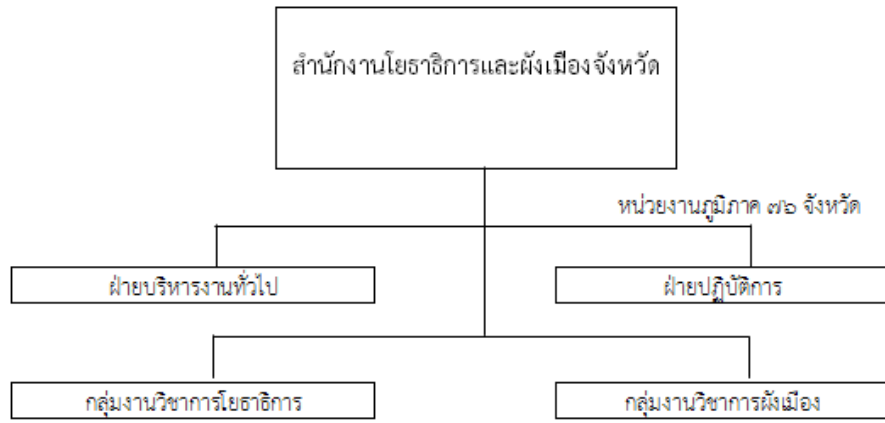 สำนักงานโยธาธิการและผังเมืองจังหวัด
หน่วยงานภูมิภาค ๗๖ จังหวัด
ฝ่ายบริหารงานทั่วไป
ฝ่ายปฏิบัติการ
กลุ่มงานวิชาการโยธาธิการ
กลุ่มงานวิชาการผังเมือง